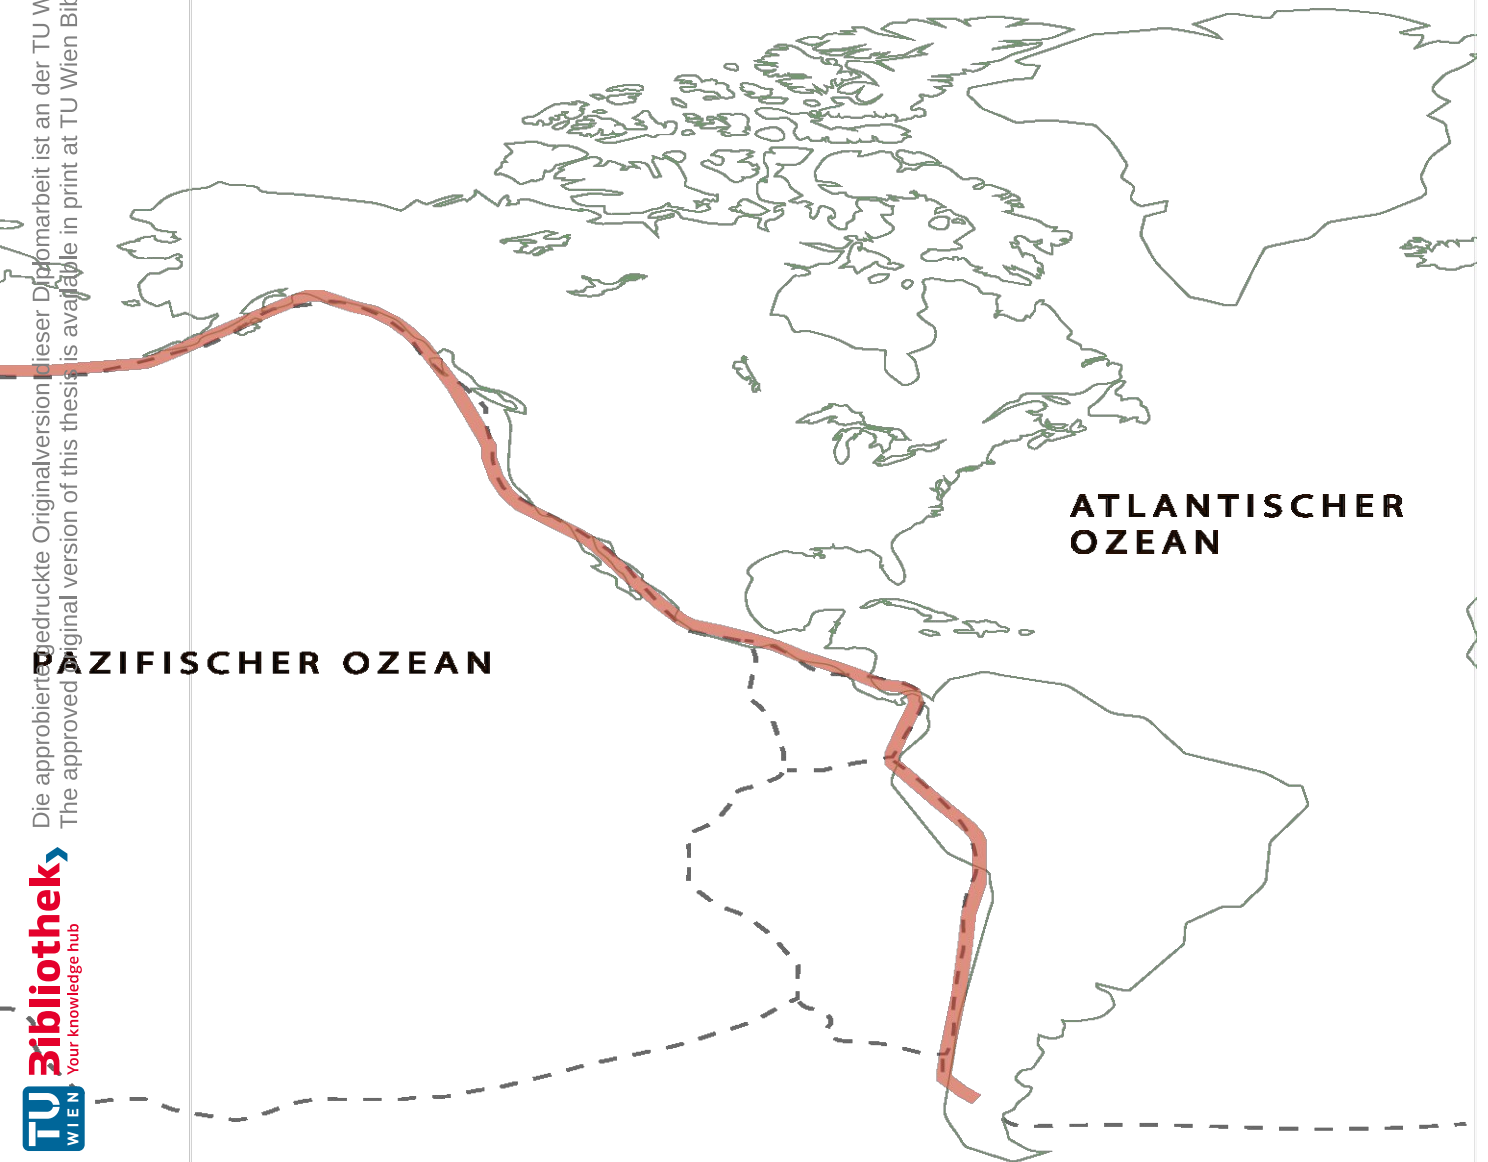 ATLANTISCHER
OZEAN
PAZIFISCHER OZEAN
Die approbierte gedruckte Originalversion dieser Diplomarbeit ist an der TU
The approved original version of this thesis is available in print at TU Wien
Bibliothek
Your knowledge hub
TU
WIEN